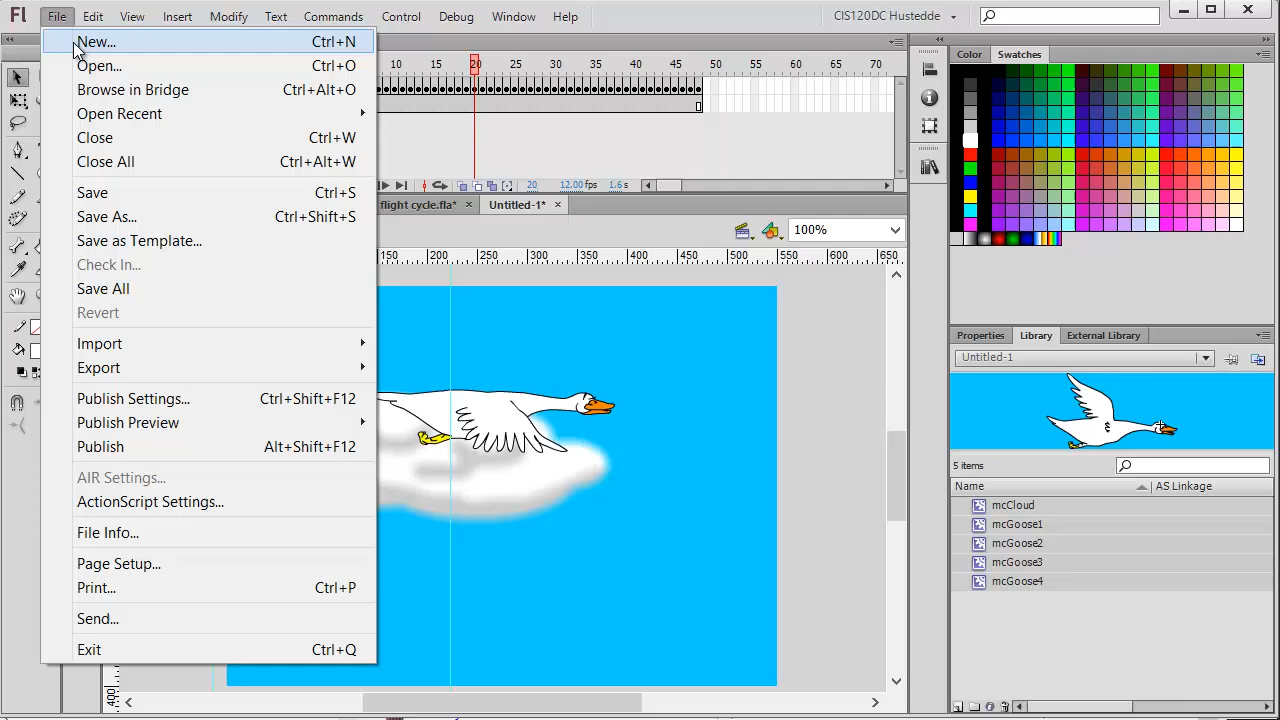 Fl File Edit View Insert Modify Text Commands Control Debug Window Help CIS120DC Hustedde
New... Ctrl+N
Open... Ctrl+O
Browse in Bridge Ctrl+Alt+O
Open Recent
Close Ctrl+W
Close All Ctrl+Alt+W
Save Ctrl+S
Save As... Ctrl+Shift+S
Save as Template...
Check In...
Save All
Revert
Import
Export
Publish Settings... Ctrl+Shift+F12
Publish Preview
Publish Alt+Shift+F12
AIR Settings...
ActionScript Settings...
File Info...
Page Setup...
Print... Ctrl+P
Send...
Exit Ctrl+Q
10 15 20 25 30 35 40 45 50 55 60 65 70
20 12.00 fps 1.6 s
flight cycle.fla* Untitled-1*
100%
150 200 250 300 350 400 450 500 550 600 650
400
Color Swatches
Properties Library External Library
Untitled-1
5 items
Name AS Linkage
mcCloud
mcGoose1
mcGoose2
mcGoose3
mcGoose4